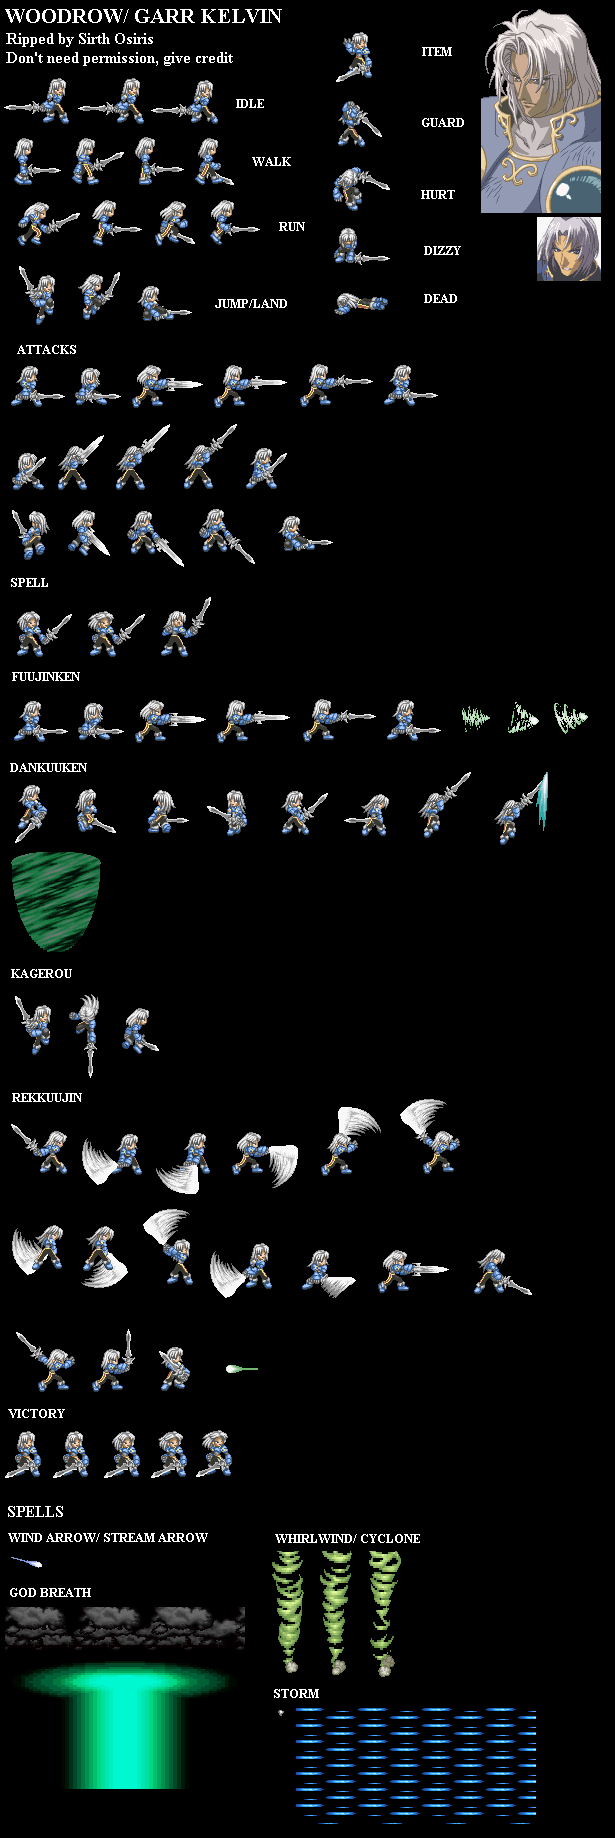 WOODROW/ GARR KELVIN
Ripped by Sirth Osiris
Don't need permission, give credit
IDLE
WALK
RUN
JUMP/LAND
ITEM
GUARD
HURT
DIZZY
DEAD
ATTACKS
SPELL
FUUJINKEN
DANKUUKEN
KAGEROU
REKKUUJIN
VICTORY
SPELLS
WIND ARROW/ STREAM ARROW
GOD BREATH
WHIRLWIND/ CYCLONE
STORM